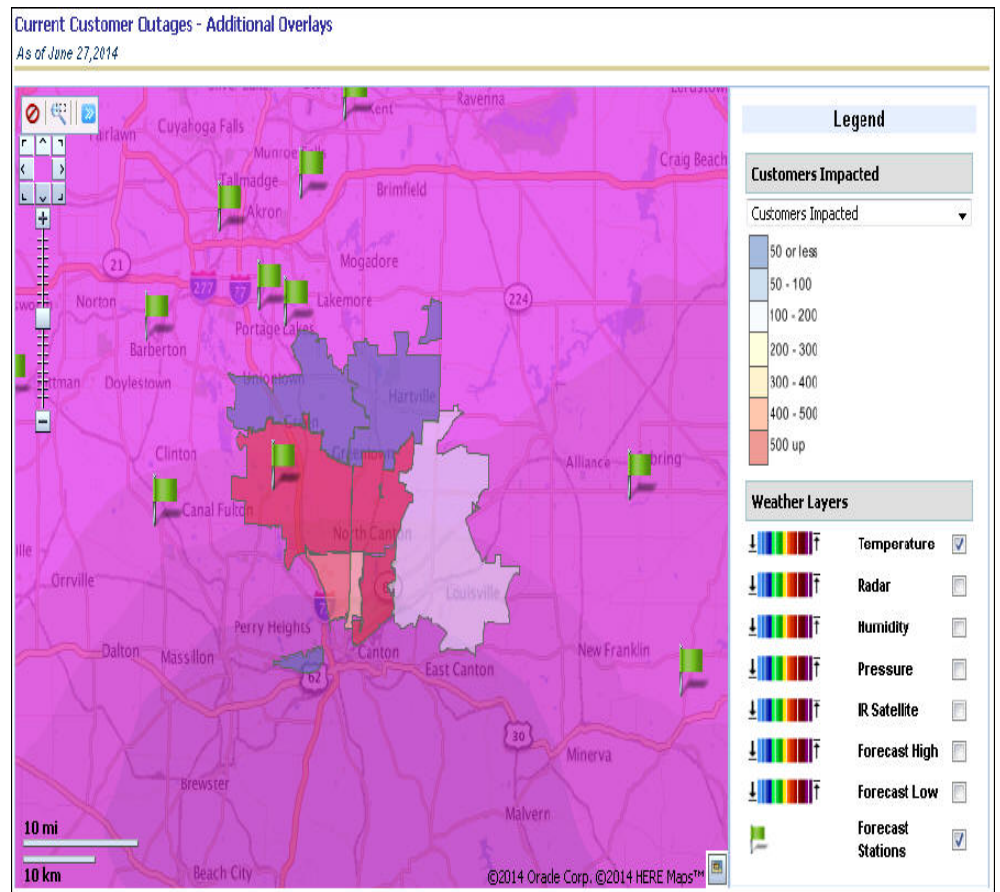 Current Customer Outages - Additional Overlays
As of June 27,2014
Kent
Ravenna
Fairlawn
Cuyahoga Falls
Munroe Falls
Craig Beach
Tallmadge
Brimfield
Akron
21
Mogadore
277
77
224
Norton
Lakemore
Portage Lakes
Barberton
Doylestown
Uniontown
Hartville
Green
Greentown
Clinton
Alliance
Sebring
Canal Fulton
North Canton
Orrville
Louisville
Perry Heights
Dalton
Massillon
Canton
East Canton
New Franklin
62
30
Minerva
Brewster
Malvern
10 mi
10 km
Beach City
©2014 Oracle Corp. ©2014 HERE Maps™
Legend
Customers Impacted
Customers Impacted
50 or less
50 - 100
100 - 200
200 - 300
300 - 400
400 - 500
500 up
Weather Layers
Temperature
Radar
Humidity
Pressure
IR Satellite
Forecast High
Forecast Low
Forecast
Stations